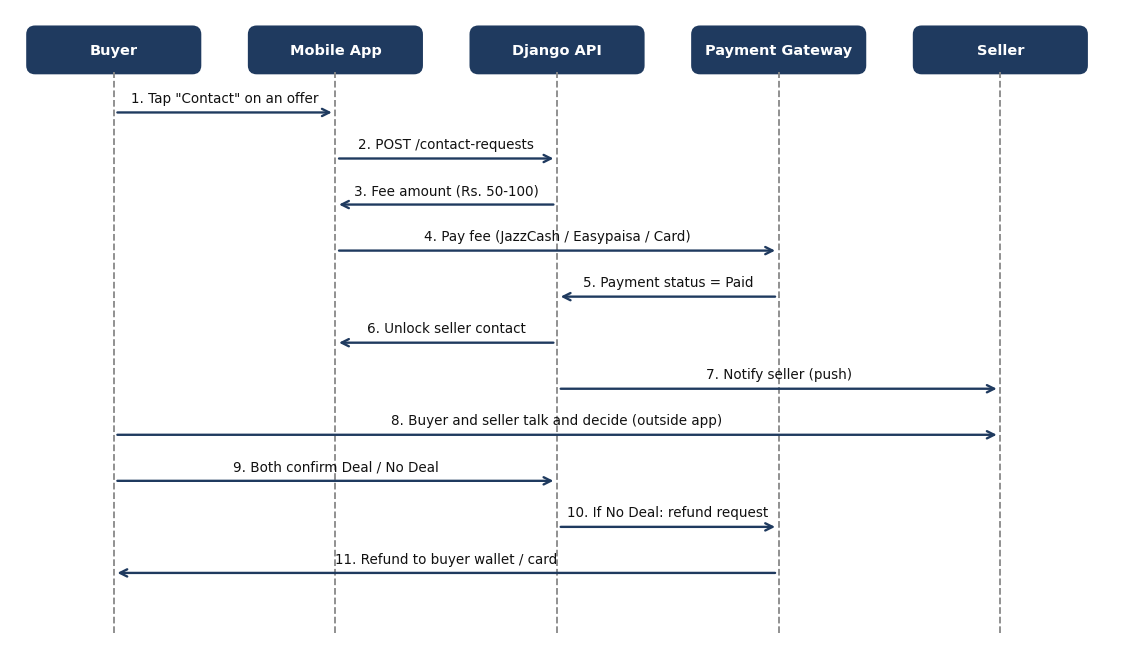 Buyer
Mobile App
Django API
Payment Gateway
Seller
1. Tap "Contact" on an offer
2. POST /contact-requests
3. Fee amount (Rs. 50-100)
4. Pay fee (JazzCash / Easypaisa / Card)
5. Payment status = Paid
6. Unlock seller contact
7. Notify seller (push)
8. Buyer and seller talk and decide (outside app)
9. Both confirm Deal / No Deal
10. If No Deal: refund request
11. Refund to buyer wallet / card